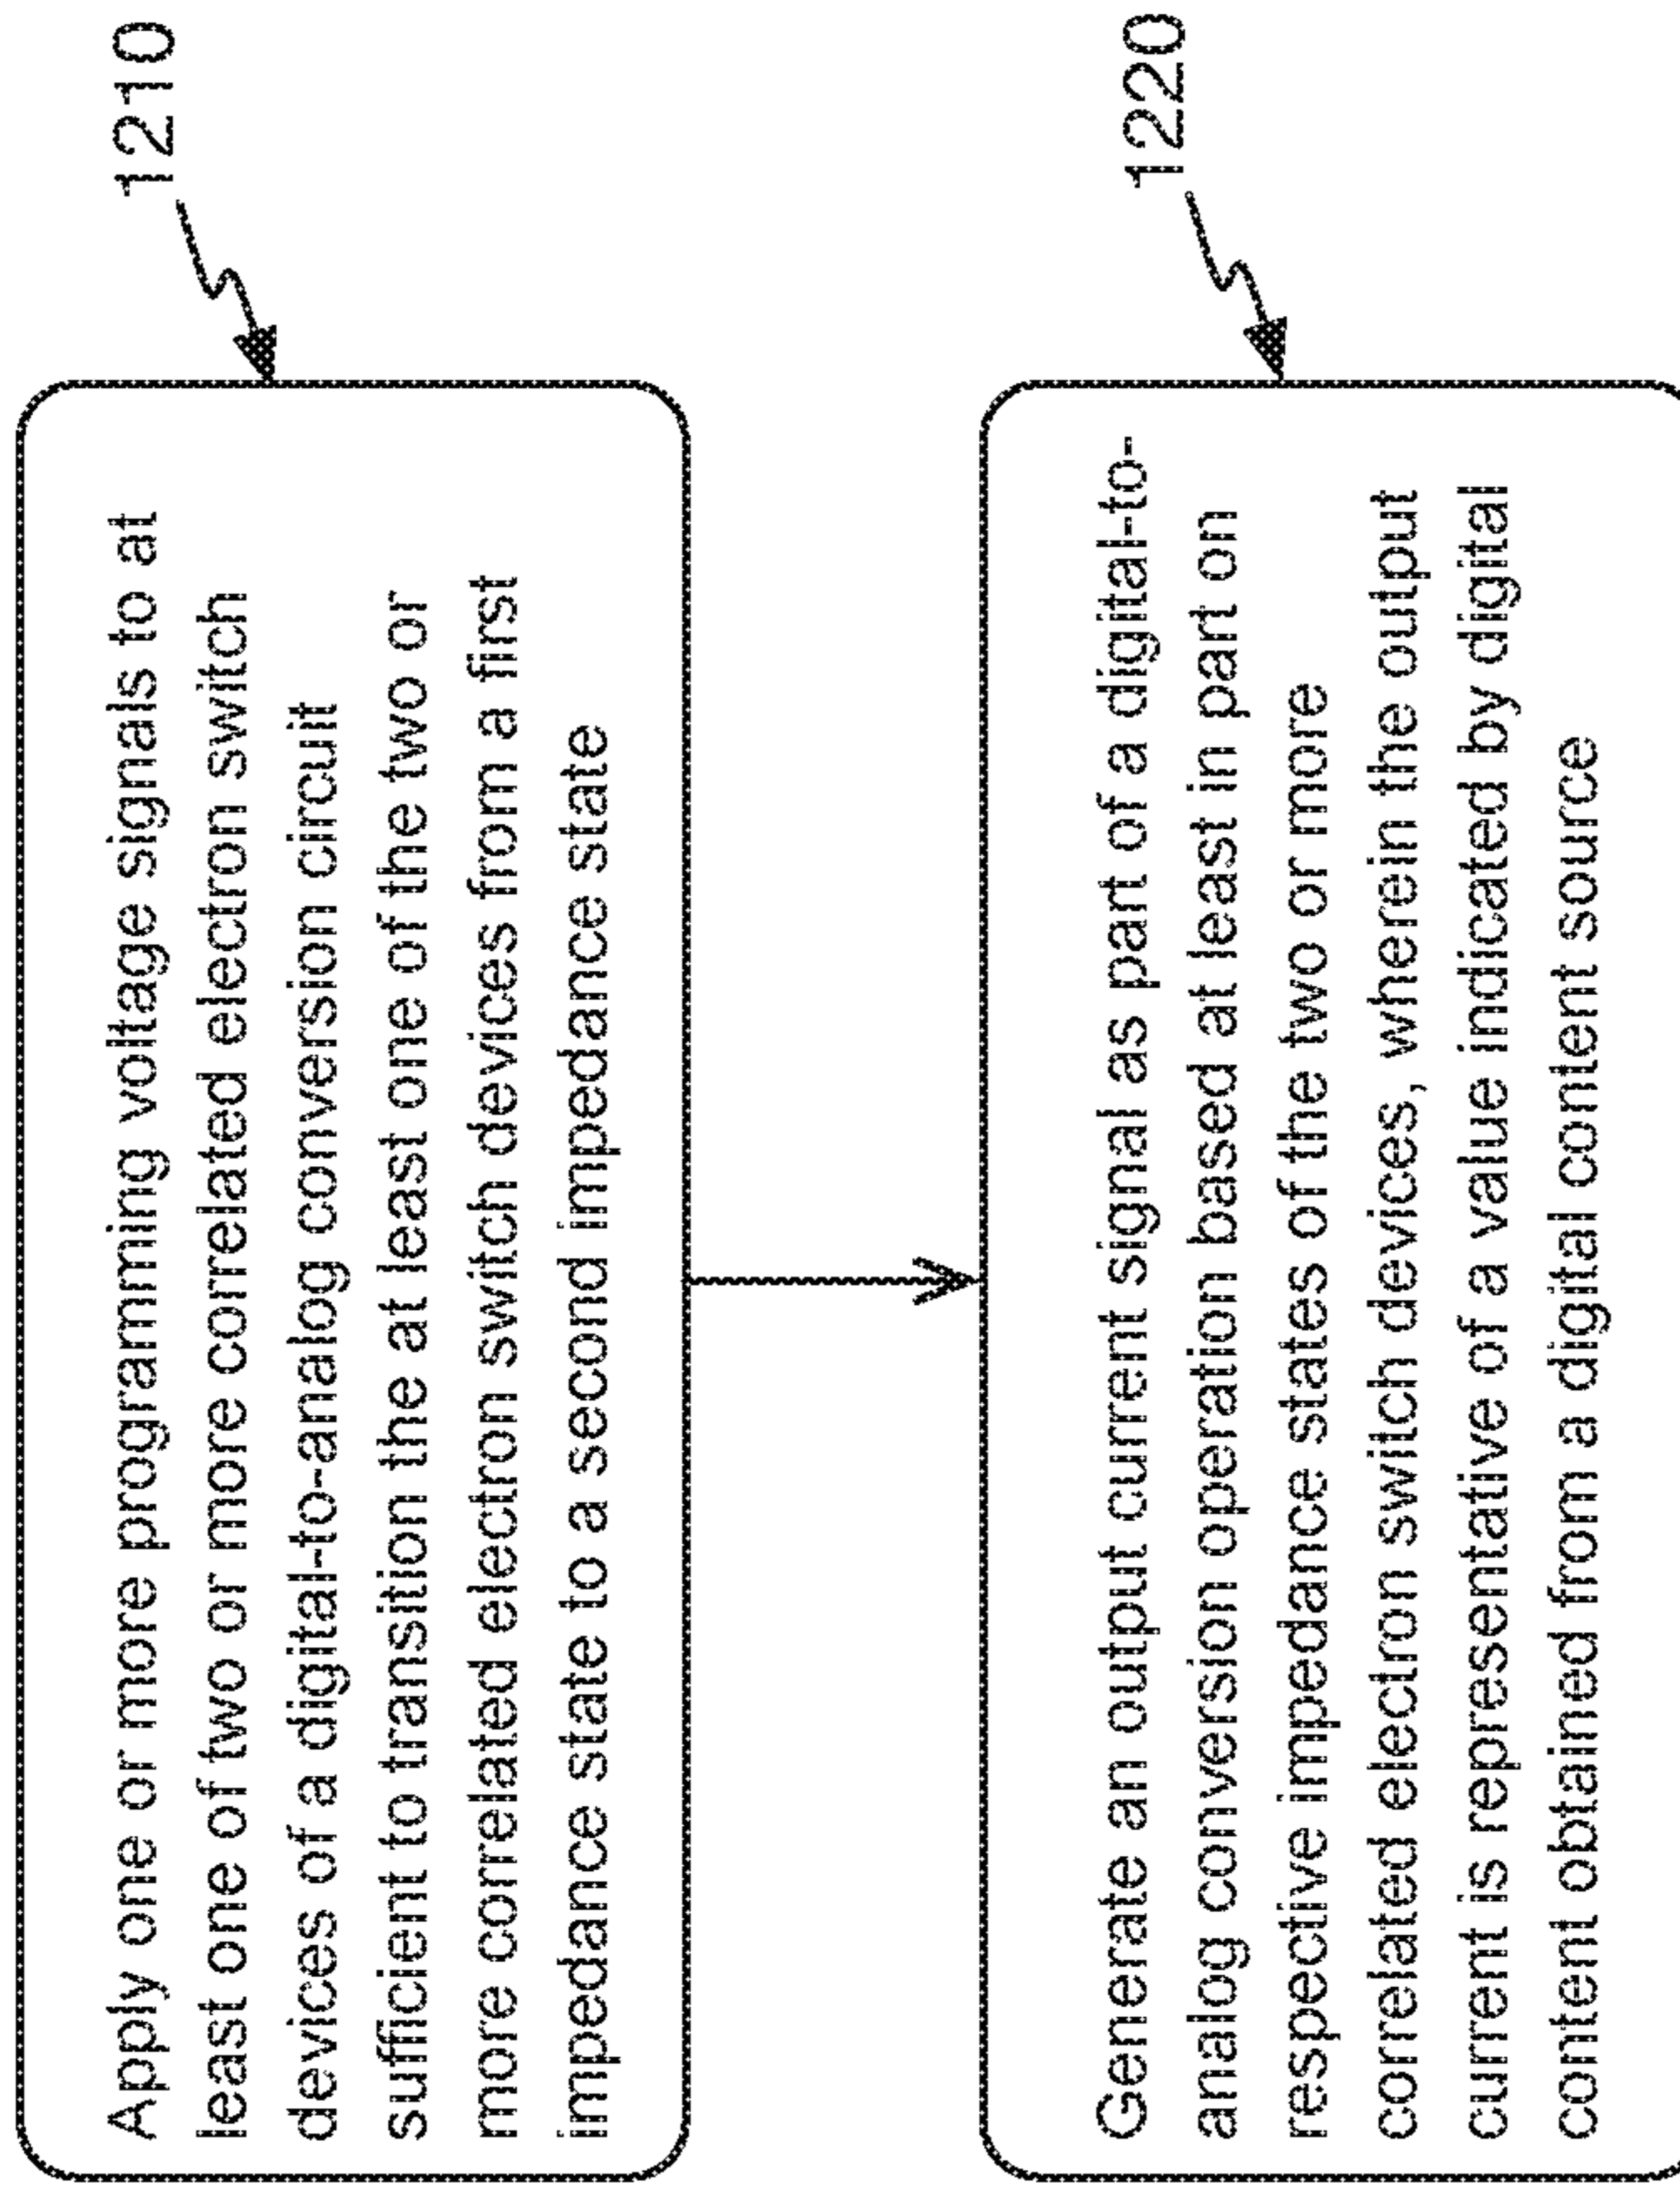 Apply one or more programming voltage signals to at
least one of two or more correlated electron switch
devices of a digital-to-analog conversion circuit
sufficient to transition the at least one of the two or
more correlated electron switch devices from a first
impedance state to a second impedance state
1210
Generate an output current signal as part of a digital-to-
analog conversion operation based at least in part on
respective impedance states of the two or more
correlated electron switch devices, wherein the output
current is representative of a value indicated by digital
content obtained from a digital content source
1220